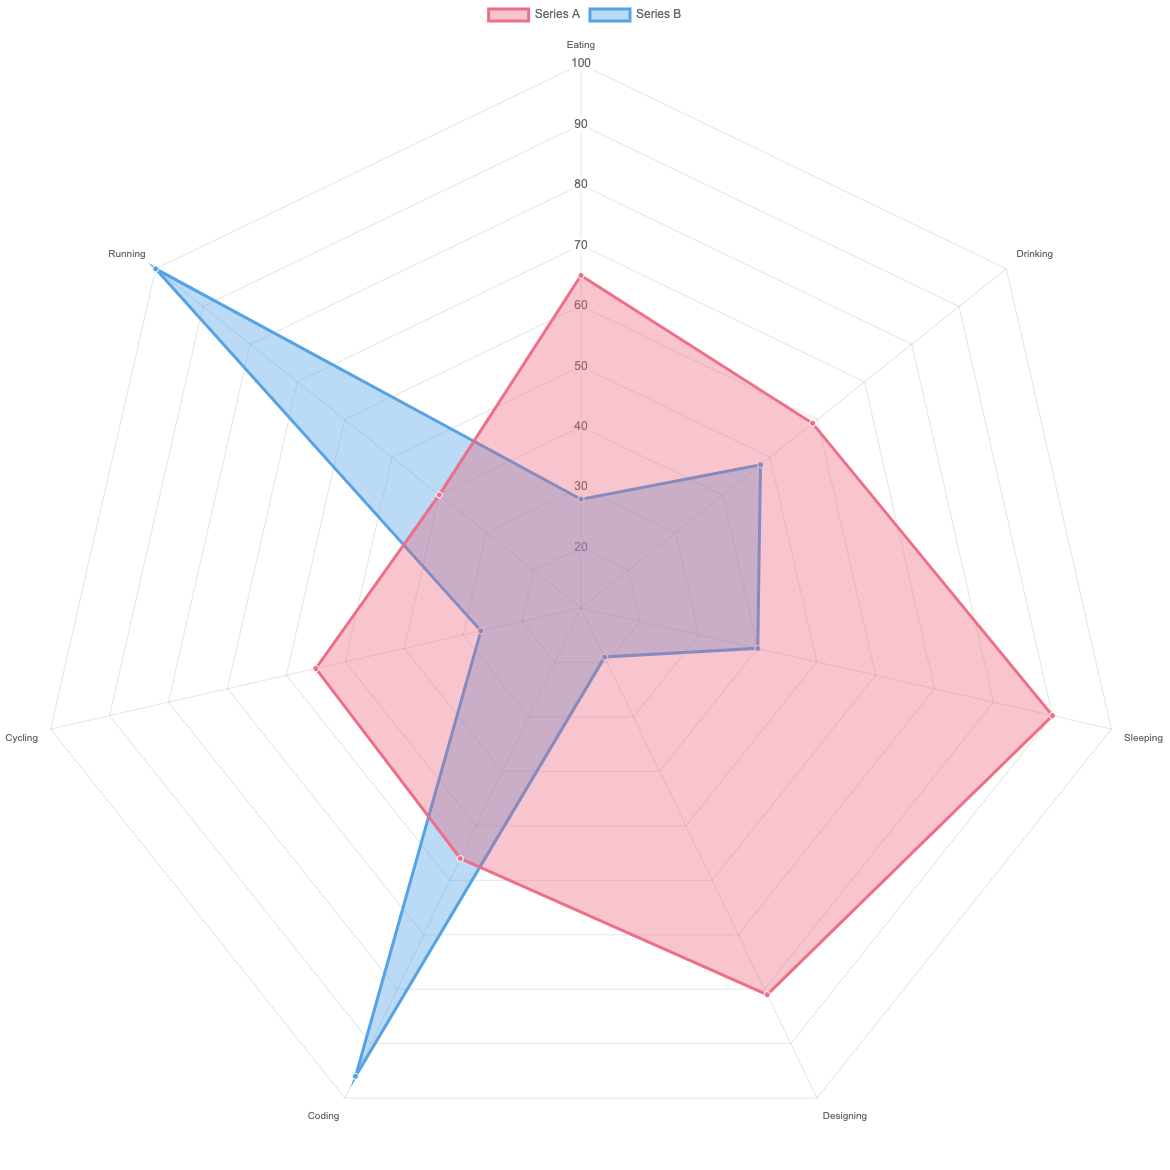 Series A
Series B
Eating
100
90
80
70
60
50
40
30
20
Running
Drinking
Cycling
Sleeping
Coding
Designing